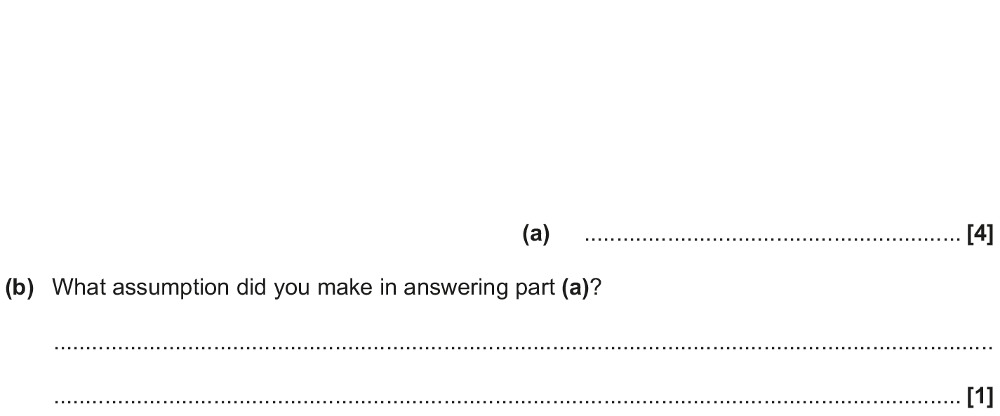 (a) ............................................................ [4]
(b) What assumption did you make in answering part (a)?
......................................................................................................................................................
................................................................................................................................................ [1]